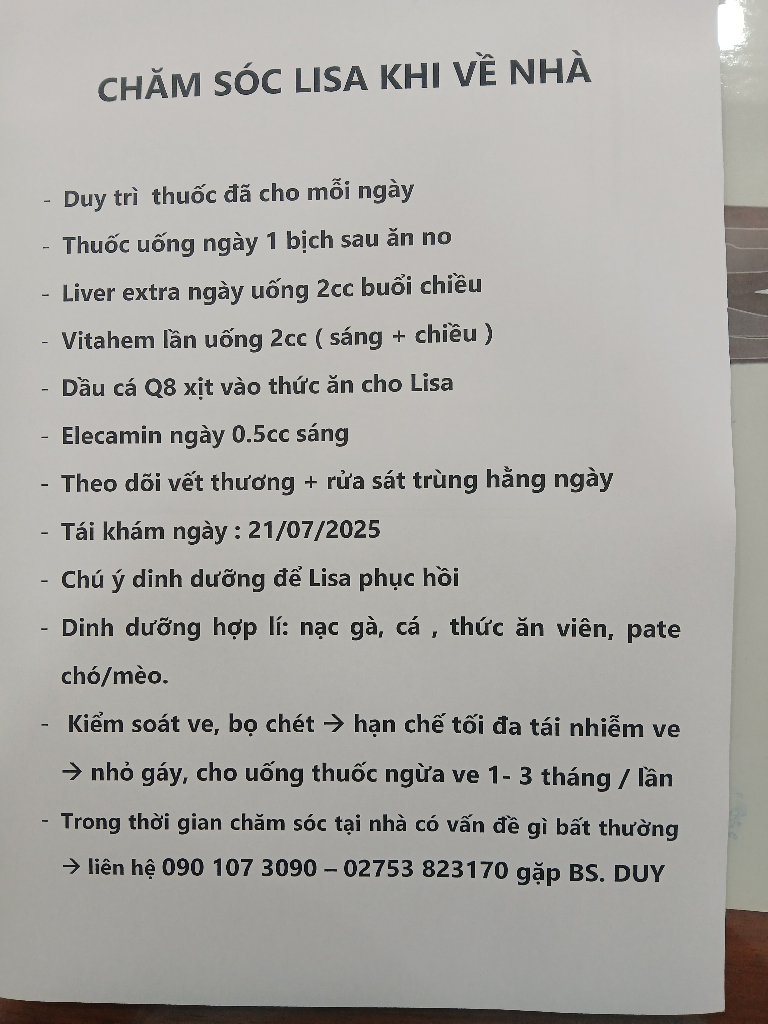 CHĂM SÓC LISA KHI VỀ NHÀ
- Duy trì thuốc đã cho mỗi ngày
- Thuốc uống ngày 1 bịch sau ăn no
- Liver extra ngày uống 2cc buổi chiều
- Vitahem lần uống 2cc ( sáng + chiều )
- Dầu cá Q8 xịt vào thức ăn cho Lisa
- Elecamin ngày 0.5cc sáng
- Theo dõi vết thương + rửa sát trùng hằng ngày
- Tái khám ngày : 21/07/2025
- Chú ý dinh dưỡng để Lisa phục hồi
- Dinh dưỡng hợp lí: nạc gà, cá , thức ăn viên, pate
chó/mèo.
- Kiểm soát ve, bọ chét → hạn chế tối đa tái nhiễm ve
→ nhỏ gáy, cho uống thuốc ngừa ve 1- 3 tháng / lần
- Trong thời gian chăm sóc tại nhà có vấn đề gì bất thường
→ liên hệ 090 107 3090 – 02753 823170 gặp BS. DUY